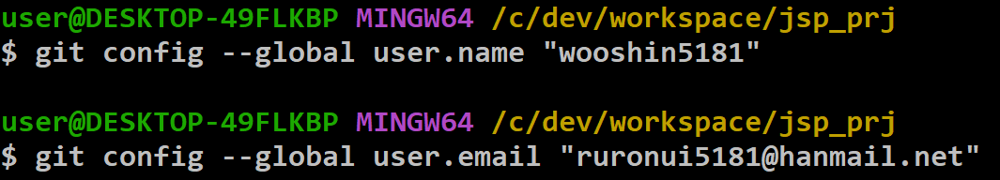 user@DESKTOP-49FLKBP MINGW64 /c/dev/workspace/jsp_prj
$ git config --global user.name "wooshin5181"
user@DESKTOP-49FLKBP MINGW64 /c/dev/workspace/jsp_prj
$ git config --global user.email "ruronui5181@hanmail.net"